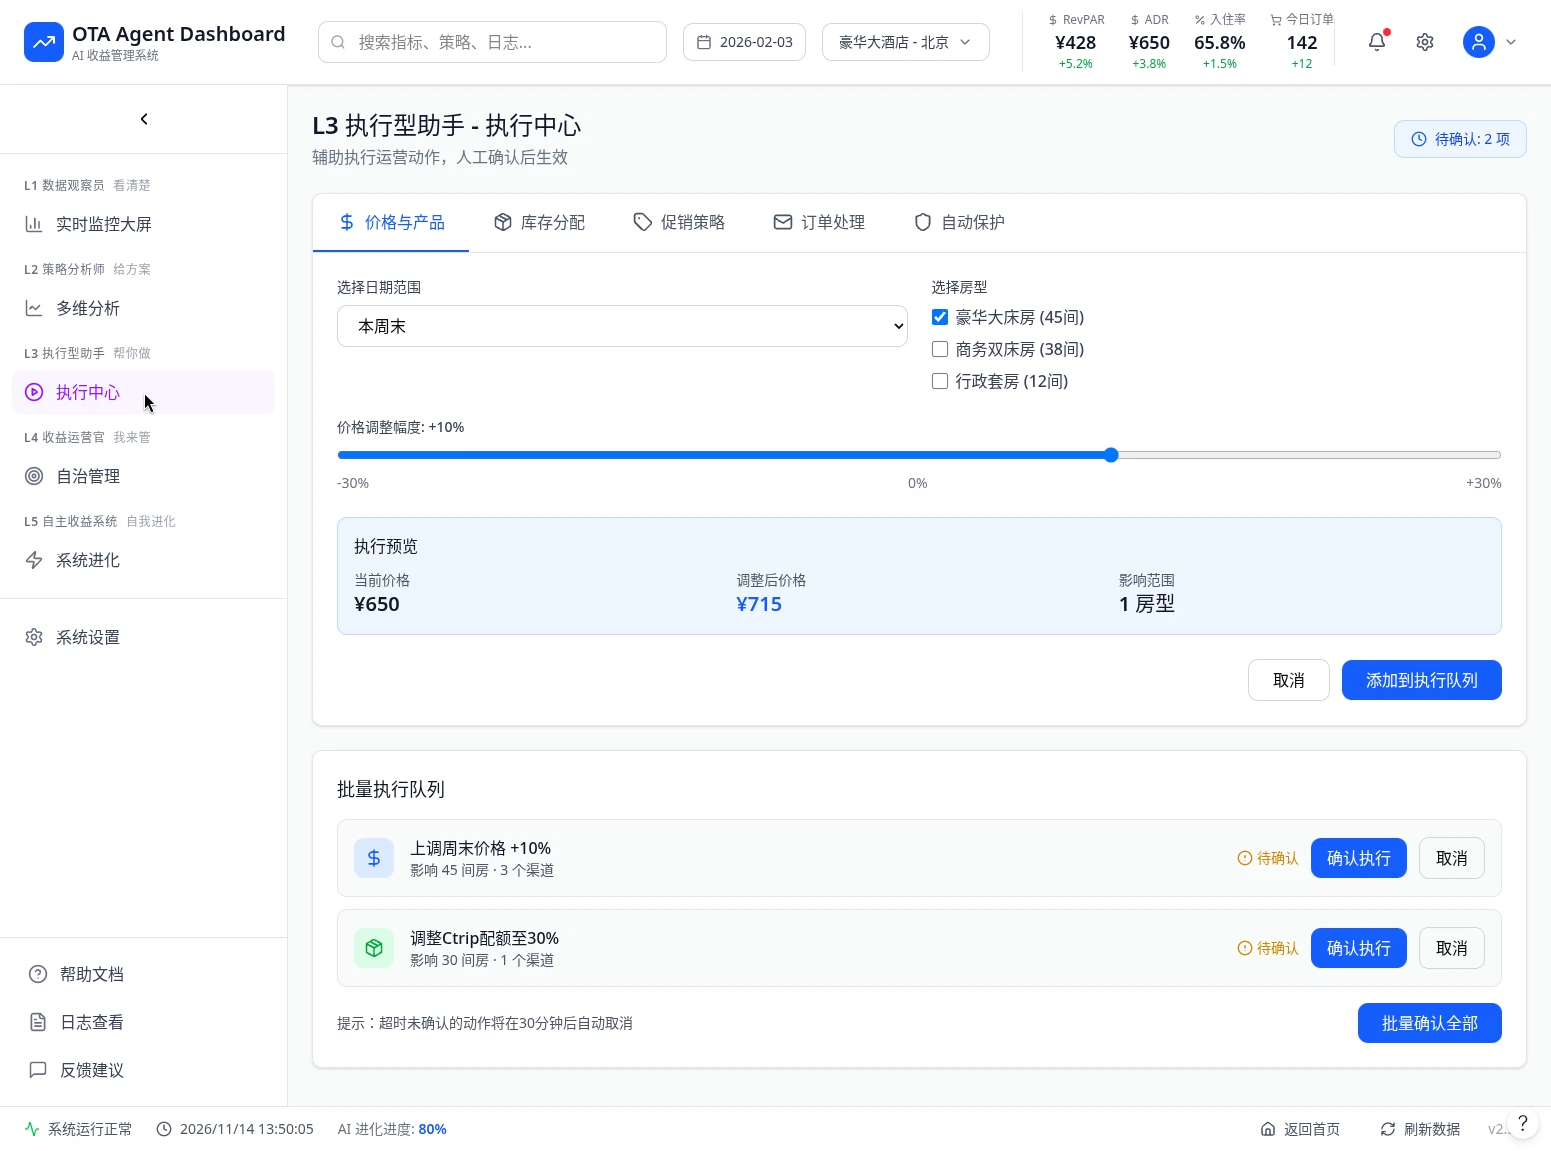 OTA Agent Dashboard
AI 收益管理系统
搜索指标、策略、日志...
2026-02-03
豪华大酒店 - 北京
RevPAR
¥428
+5.2%
ADR
¥650
+3.8%
入住率
65.8%
+1.5%
今日订单
142
+12
L1 数据观察员 看清楚
实时监控大屏
L2 策略分析师 给方案
多维分析
L3 执行型助手 帮你做
执行中心
L4 收益运营官 我来管
自治管理
L5 自主收益系统 自我进化
系统进化
系统设置
帮助文档
日志查看
反馈建议
L3 执行型助手 - 执行中心
辅助执行运营动作，人工确认后生效
待确认: 2 项
价格与产品
库存分配
促销策略
订单处理
自动保护
选择日期范围
本周末
选择房型
豪华大床房 (45间)
商务双床房 (38间)
行政套房 (12间)
价格调整幅度: +10%
-30%
0%
+30%
执行预览
当前价格
¥650
调整后价格
¥715
影响范围
1 房型
取消
添加到执行队列
批量执行队列
上调周末价格 +10%
影响 45 间房 · 3 个渠道
待确认
确认执行
取消
调整Ctrip配额至30%
影响 30 间房 · 1 个渠道
待确认
确认执行
取消
提示：超时未确认的动作将在30分钟后自动取消
批量确认全部
系统运行正常
2026/11/14 13:50:05
AI 进化进度: 80%
返回首页
刷新数据
v2.
?